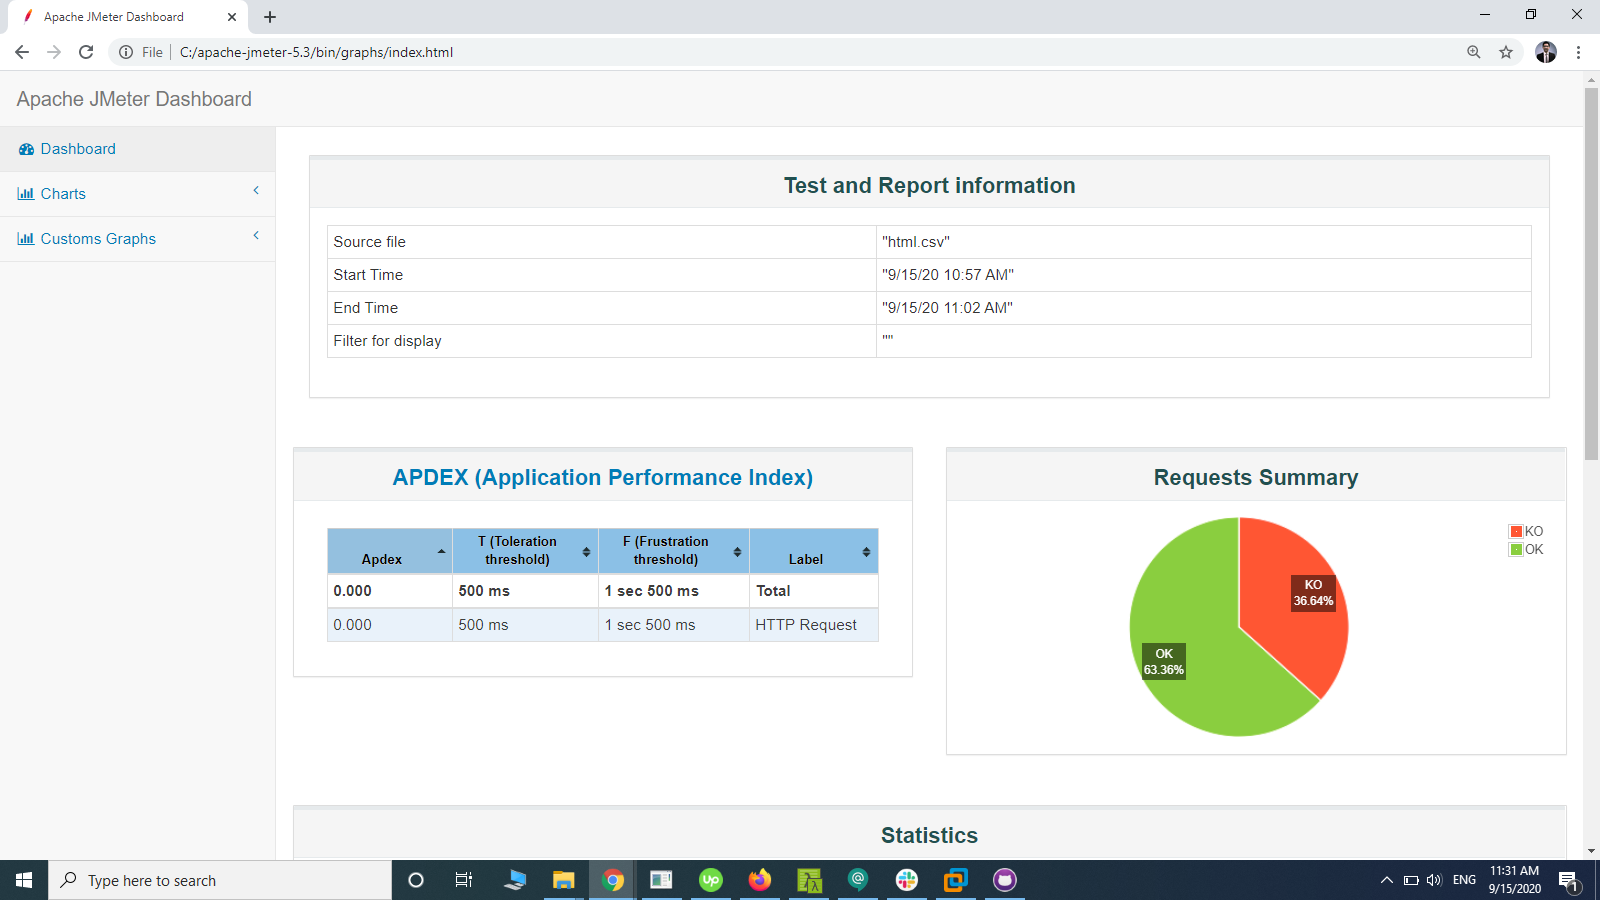 Apache JMeter Dashboard
File
C:/apache-jmeter-5.3/bin/graphs/index.html
Apache JMeter Dashboard
Dashboard
Charts
Customs Graphs
Test and Report information
Source file "html.csv"
Start Time "9/15/20 10:57 AM"
End Time "9/15/20 11:02 AM"
Filter for display ""
APDEX (Application Performance Index)
Apdex T (Toleration threshold) F (Frustration threshold) Label
0.000 500 ms 1 sec 500 ms Total
0.000 500 ms 1 sec 500 ms HTTP Request
Requests Summary
KO
OK
KO
36.64%
OK
63.36%
Statistics
Type here to search
up
λ
ENG
11:31 AM
9/15/2020
1